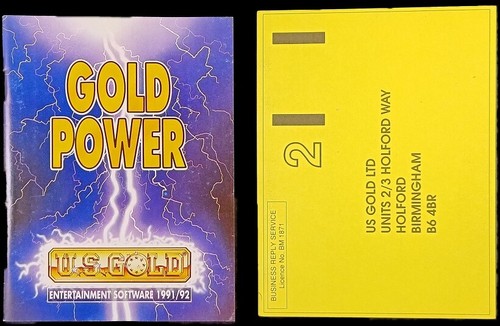 GOLD
POWER
U.S. GOLD
ENTERTAINMENT SOFTWARE 1991/92
2
BUSINESS REPLY SERVICE
Licence No. BM 1871
US GOLD LTD
UNITS 2/3 HOLFORD WAY
HOLFORD
BIRMINGHAM
B6 4BR